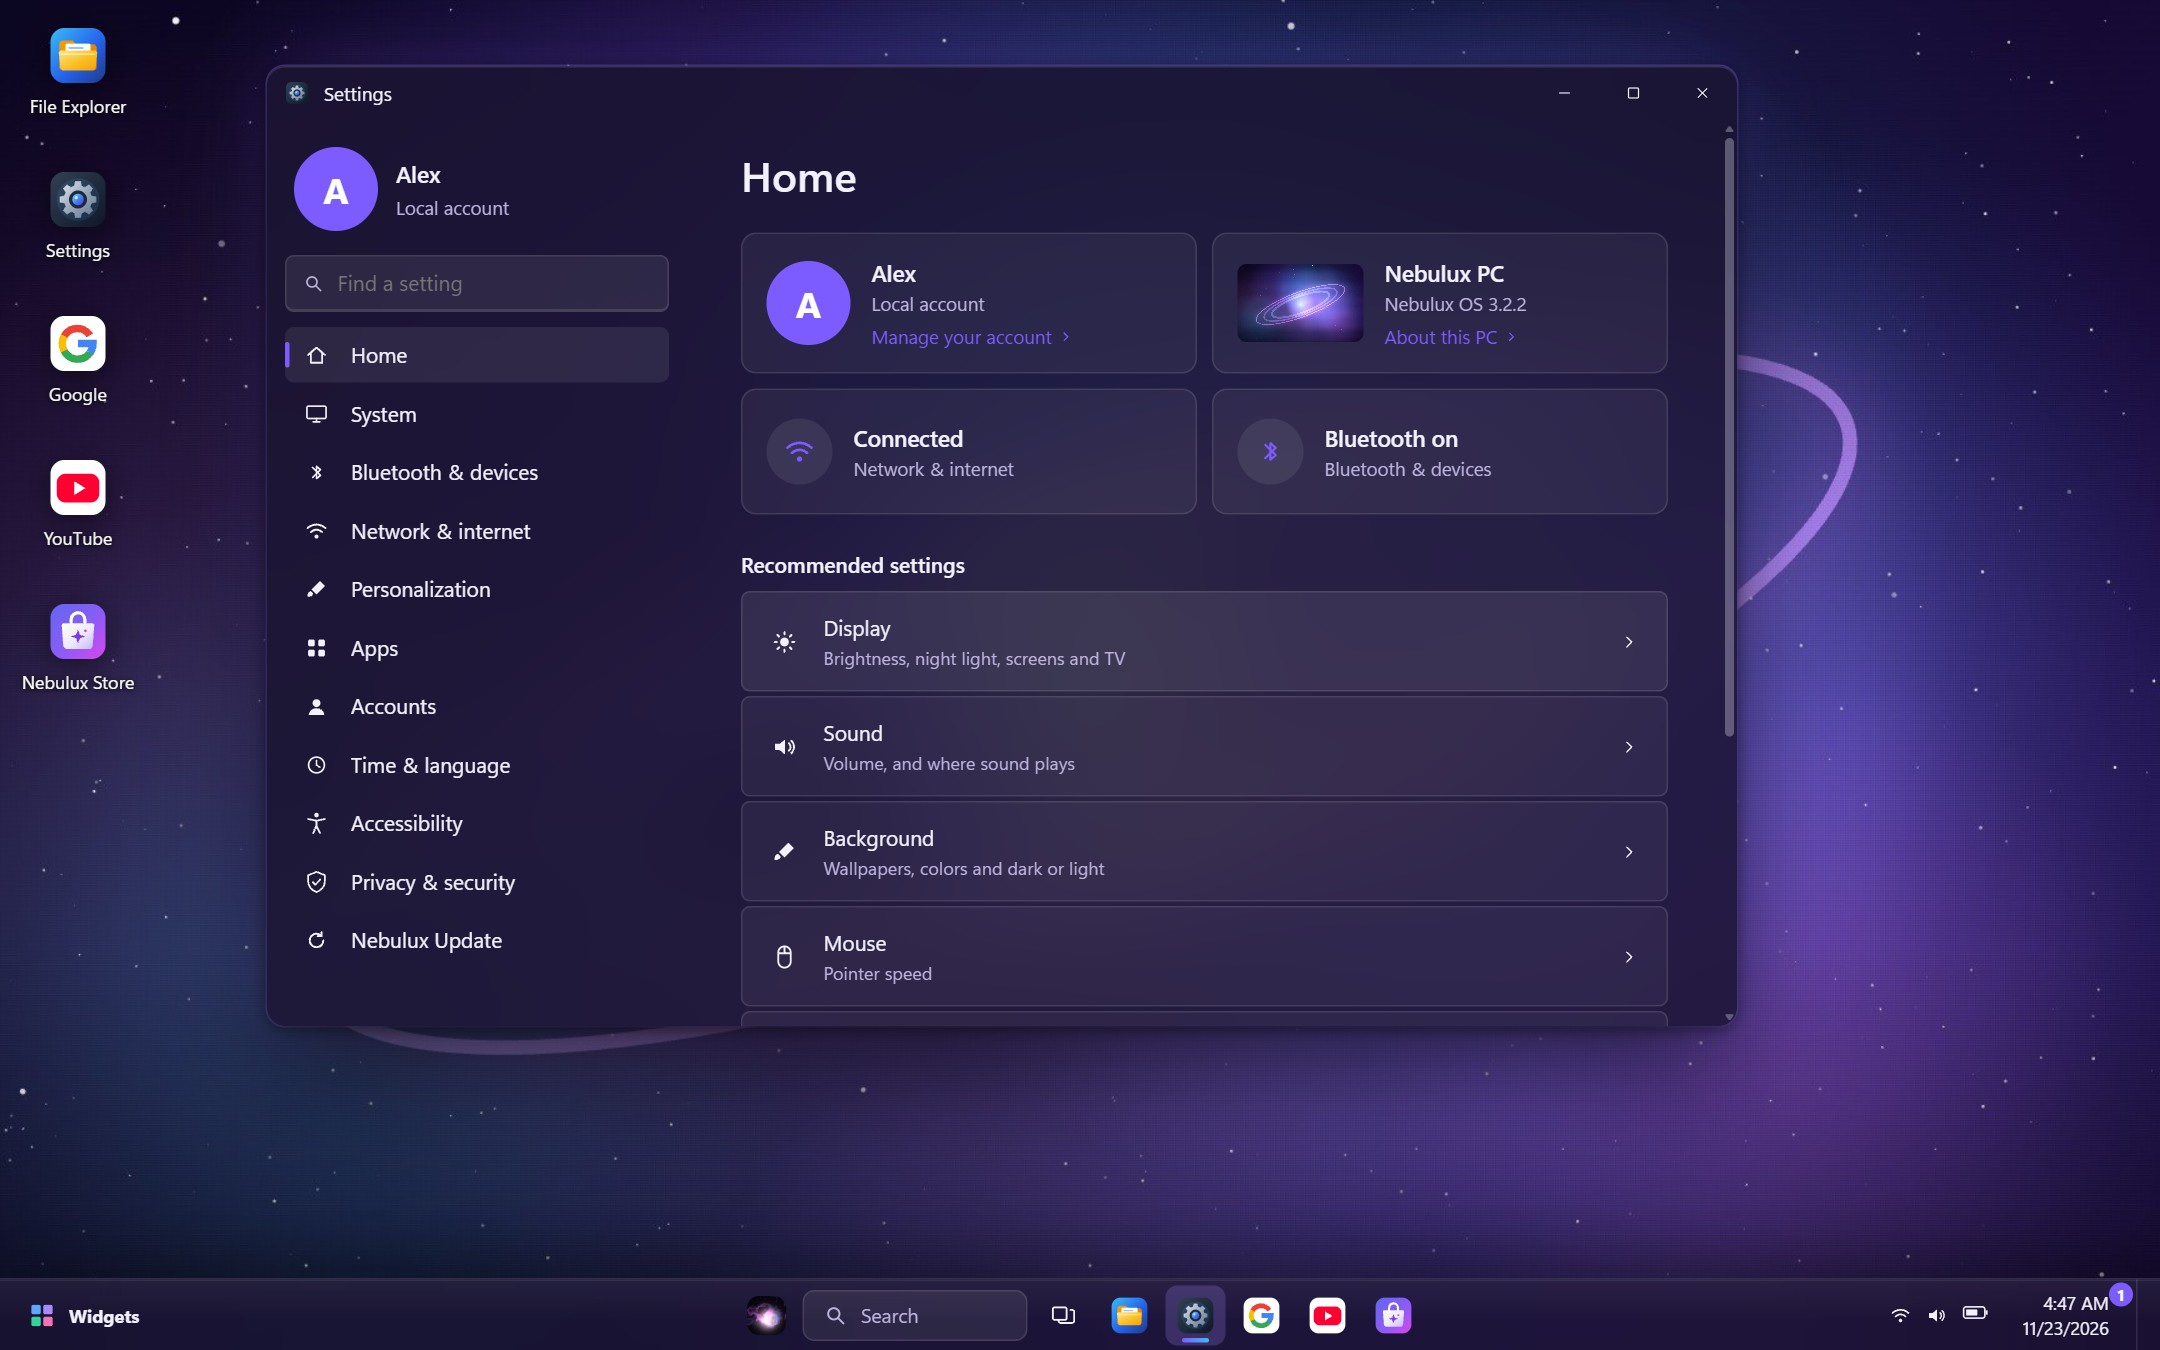 File Explorer
Settings
Google
YouTube
Nebulux Store
Settings
A
Alex
Local account
Find a setting
Home
System
Bluetooth & devices
Network & internet
Personalization
Apps
Accounts
Time & language
Accessibility
Privacy & security
Nebulux Update
Home
A
Alex
Local account
Manage your account
Nebulux PC
Nebulux OS 3.2.2
About this PC
Connected
Network & internet
Bluetooth on
Bluetooth & devices
Recommended settings
Display
Brightness, night light, screens and TV
Sound
Volume, and where sound plays
Background
Wallpapers, colors and dark or light
Mouse
Pointer speed
Widgets
Search
4:47 AM
11/23/2026
1